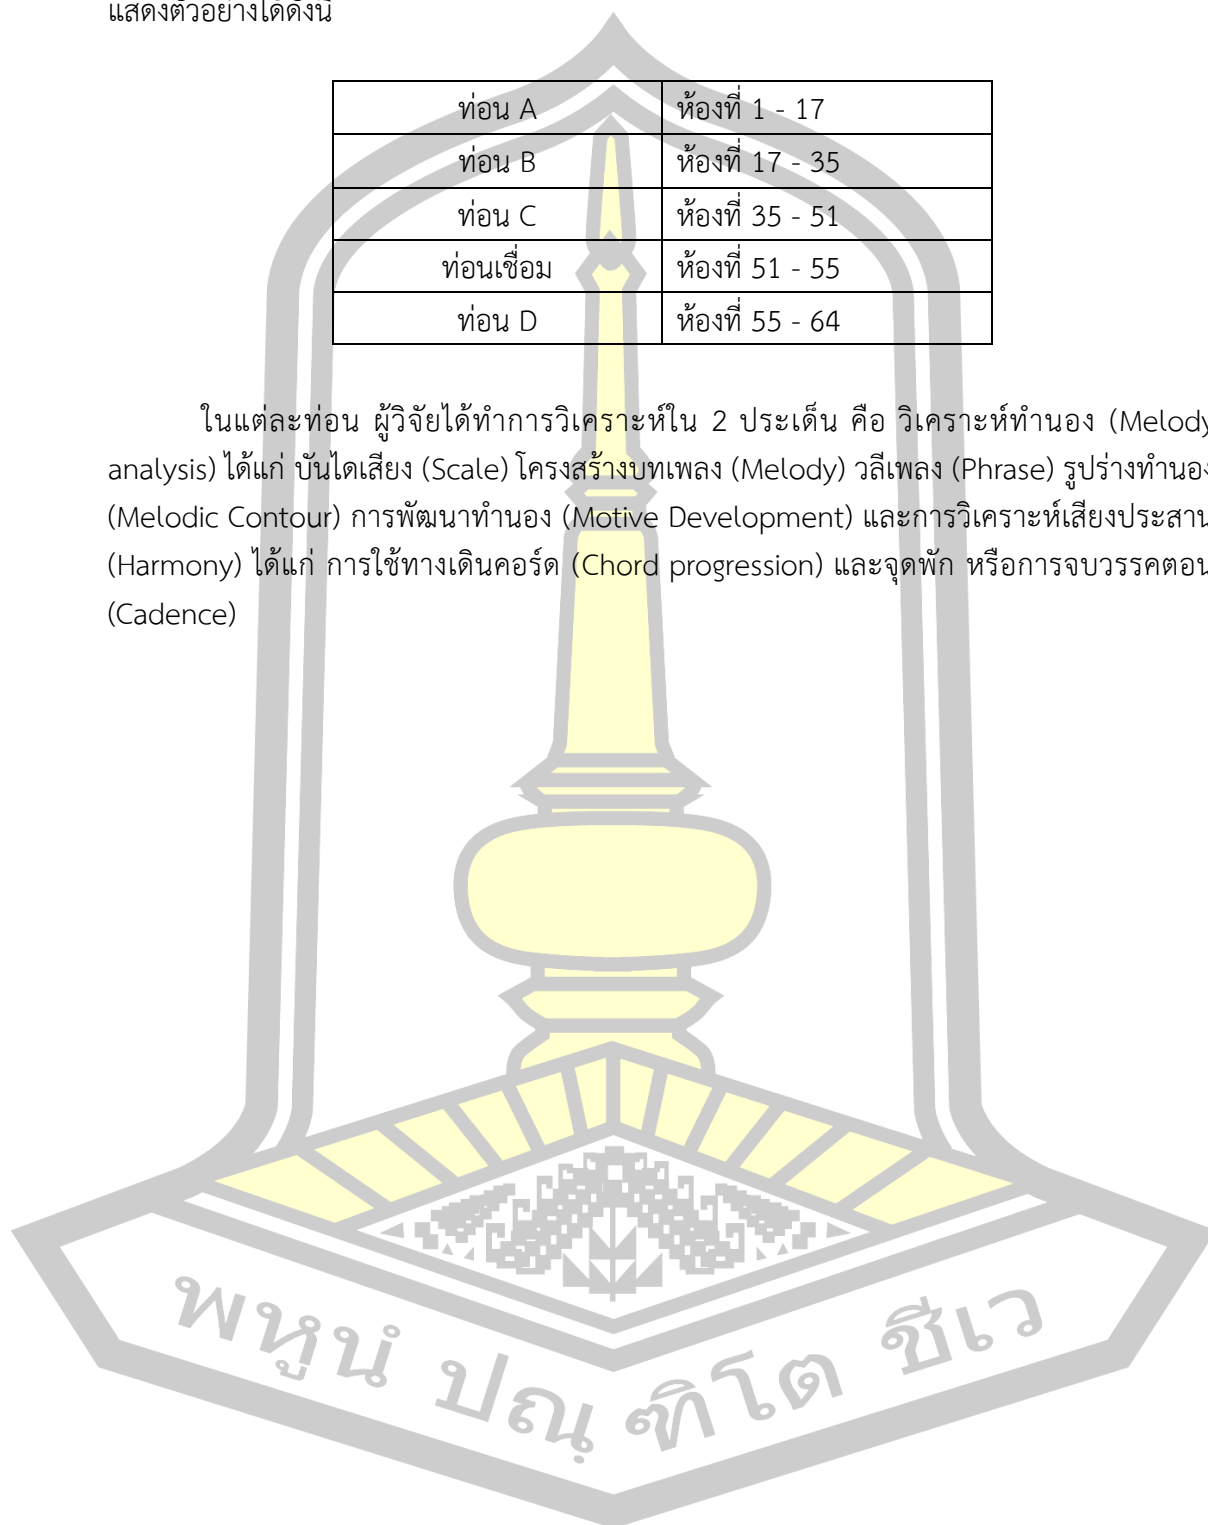 แสดงตัวอย่างได้ดังนี้
ท่อน A ห้องที่ 1 - 17
ท่อน B ห้องที่ 17 - 35
ท่อน C ห้องที่ 35 - 51
ท่อนเชื่อม ห้องที่ 51 - 55
ท่อน D ห้องที่ 55 - 64
ในแต่ละท่อน ผู้วิจัยได้ทำการวิเคราะห์ใน 2 ประเด็น คือ วิเคราะห์ทำนอง (Melody
analysis) ได้แก่ บันไดเสียง (Scale) โครงสร้างบทเพลง (Melody) วลีเพลง (Phrase) รูปร่างทำนอง
(Melodic Contour) การพัฒนาทำนอง (Motive Development) และการวิเคราะห์เสียงประสาน
(Harmony) ได้แก่ การใช้ทางเดินคอร์ด (Chord progression) และจุดพัก หรือการจบวรรคตอน
(Cadence)
พหูนํ ปณฺฑิโต ชีเว